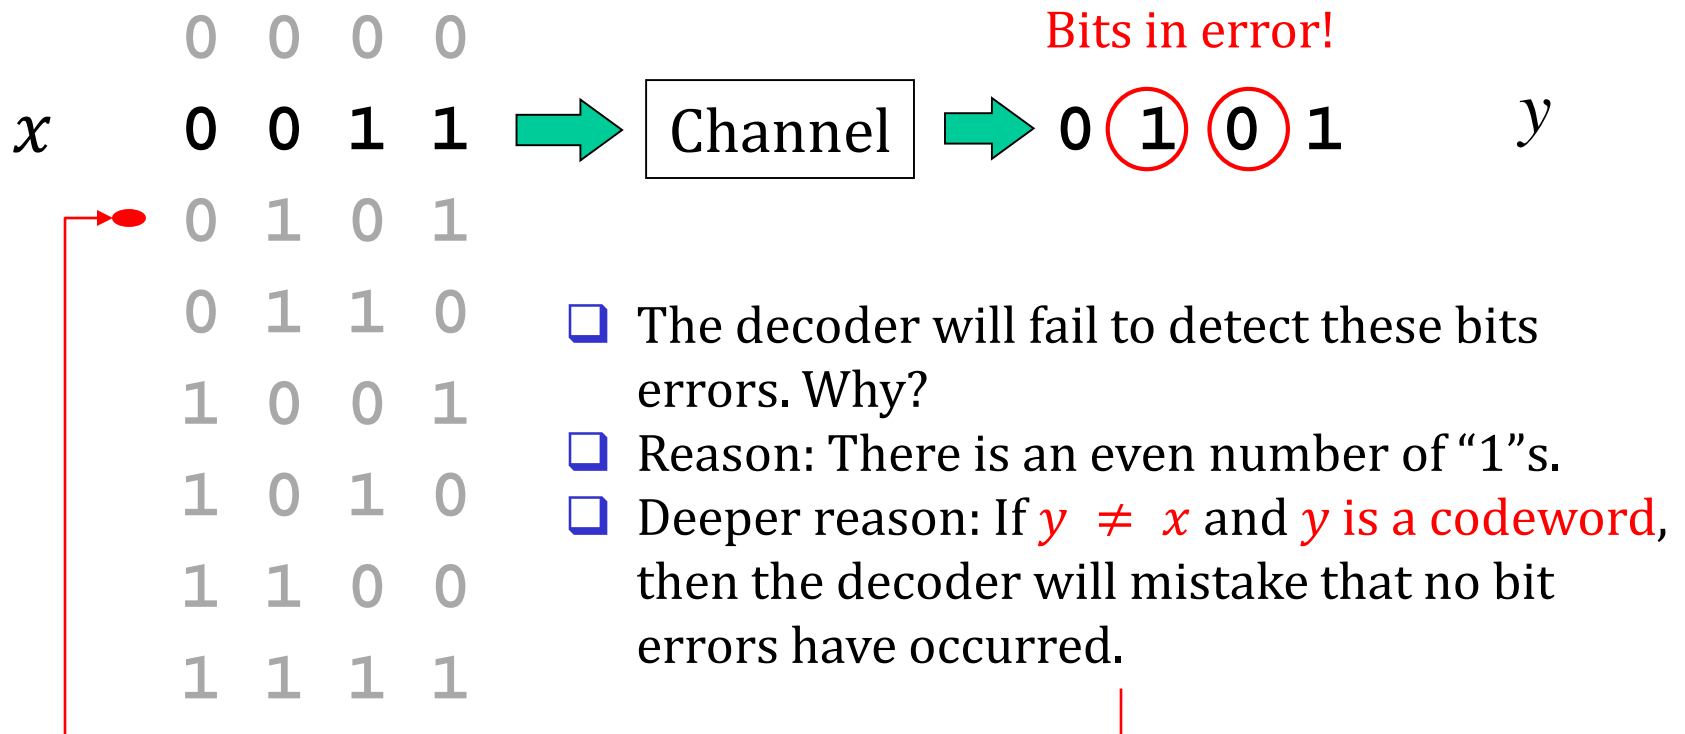 Bits in error!
0 0 0 0
x 0 0 1 1 Channel 0 1 0 1 y
0 1 0 1
0 1 1 0
1 0 0 1
1 0 1 0
1 1 0 0
1 1 1 1
The decoder will fail to detect these bits
errors. Why?
Reason: There is an even number of “1”s.
Deeper reason: If y ≠ x and y is a codeword,
then the decoder will mistake that no bit
errors have occurred.